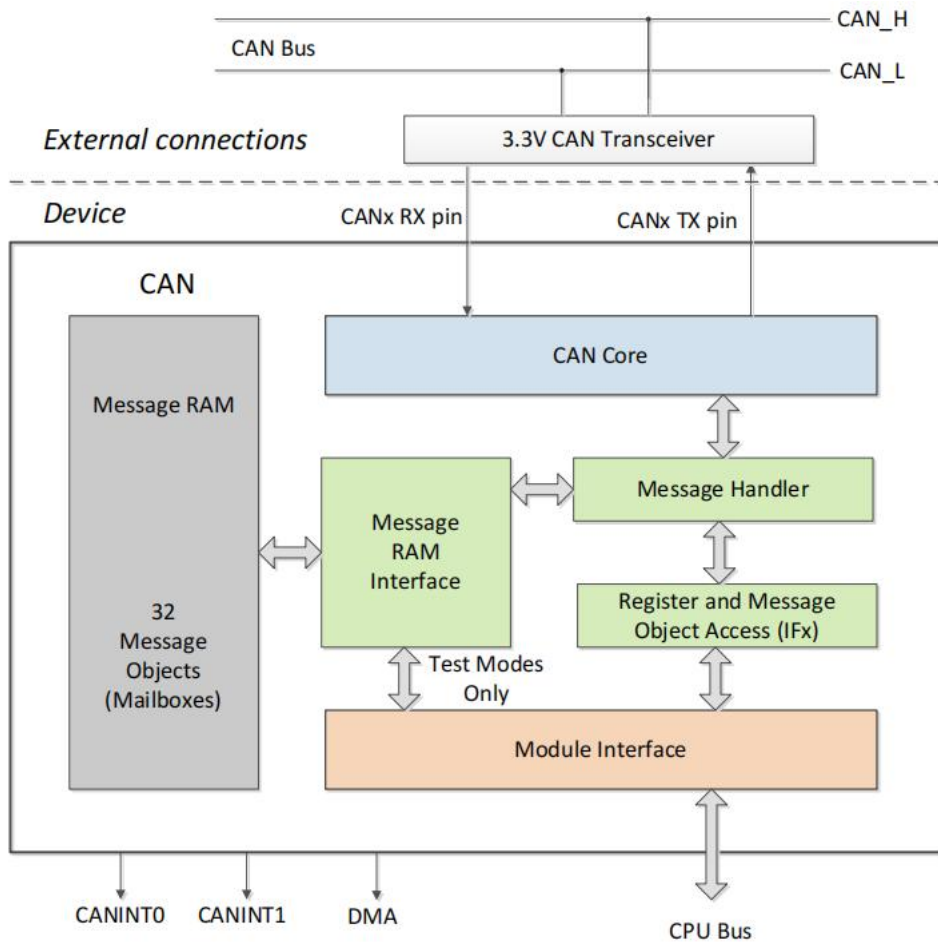 CAN_H
CAN Bus
CAN_L
External connections
3.3V CAN Transceiver
Device
CANx RX pin
CANx TX pin
CAN
CAN Core
Message RAM
Message Handler
Message
RAM
Interface
32
Message
Objects
(Mailboxes)
Register and Message
Object Access (IFx)
Test Modes
Only
Module Interface
CANINT0
CANINT1
DMA
CPU Bus